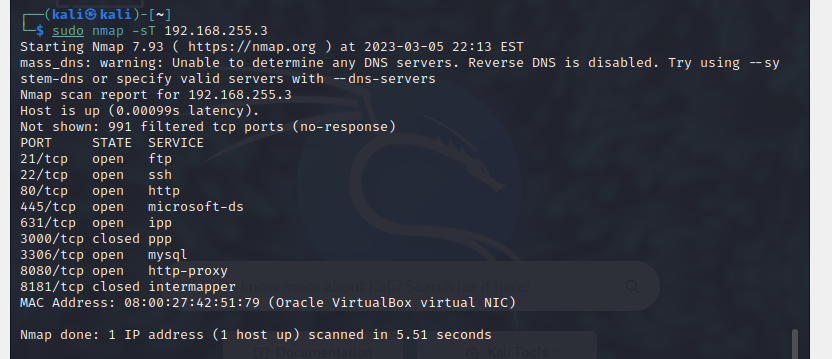 ┌──(kali㉿kali)-[~]
└─$ sudo nmap -sT 192.168.255.3
Starting Nmap 7.93 ( https://nmap.org ) at 2023-03-05 22:13 EST
mass_dns: warning: Unable to determine any DNS servers. Reverse DNS is disabled. Try using --sy
stem-dns or specify valid servers with --dns-servers
Nmap scan report for 192.168.255.3
Host is up (0.00099s latency).
Not shown: 991 filtered tcp ports (no-response)
PORT     STATE  SERVICE
21/tcp   open   ftp
22/tcp   open   ssh
80/tcp   open   http
445/tcp  open   microsoft-ds
631/tcp  open   ipp
3000/tcp closed ppp
3306/tcp open   mysql
8080/tcp open   http-proxy
8181/tcp closed intermapper
MAC Address: 08:00:27:42:51:79 (Oracle VirtualBox virtual NIC)
Nmap done: 1 IP address (1 host up) scanned in 5.51 seconds